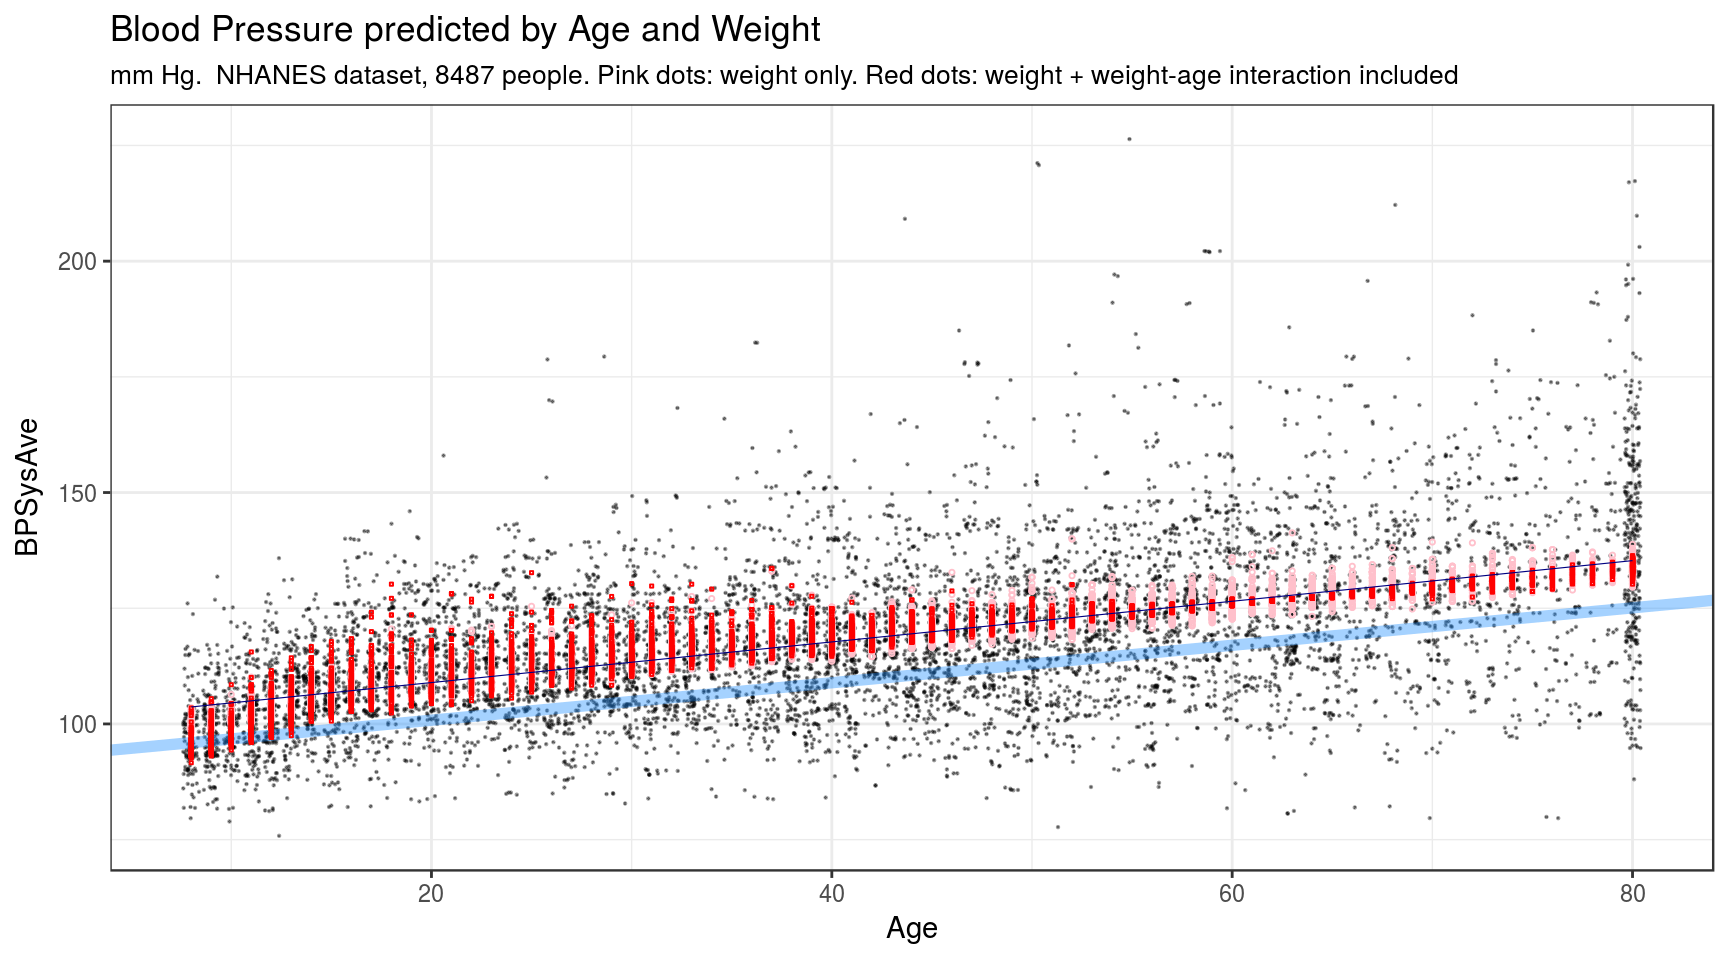 Blood Pressure predicted by Age and Weight
mm Hg.  NHANES dataset, 8487 people. Pink dots: weight only. Red dots: weight + weight-age interaction included
BPSysAve
200
150
100
20
40
60
80
Age